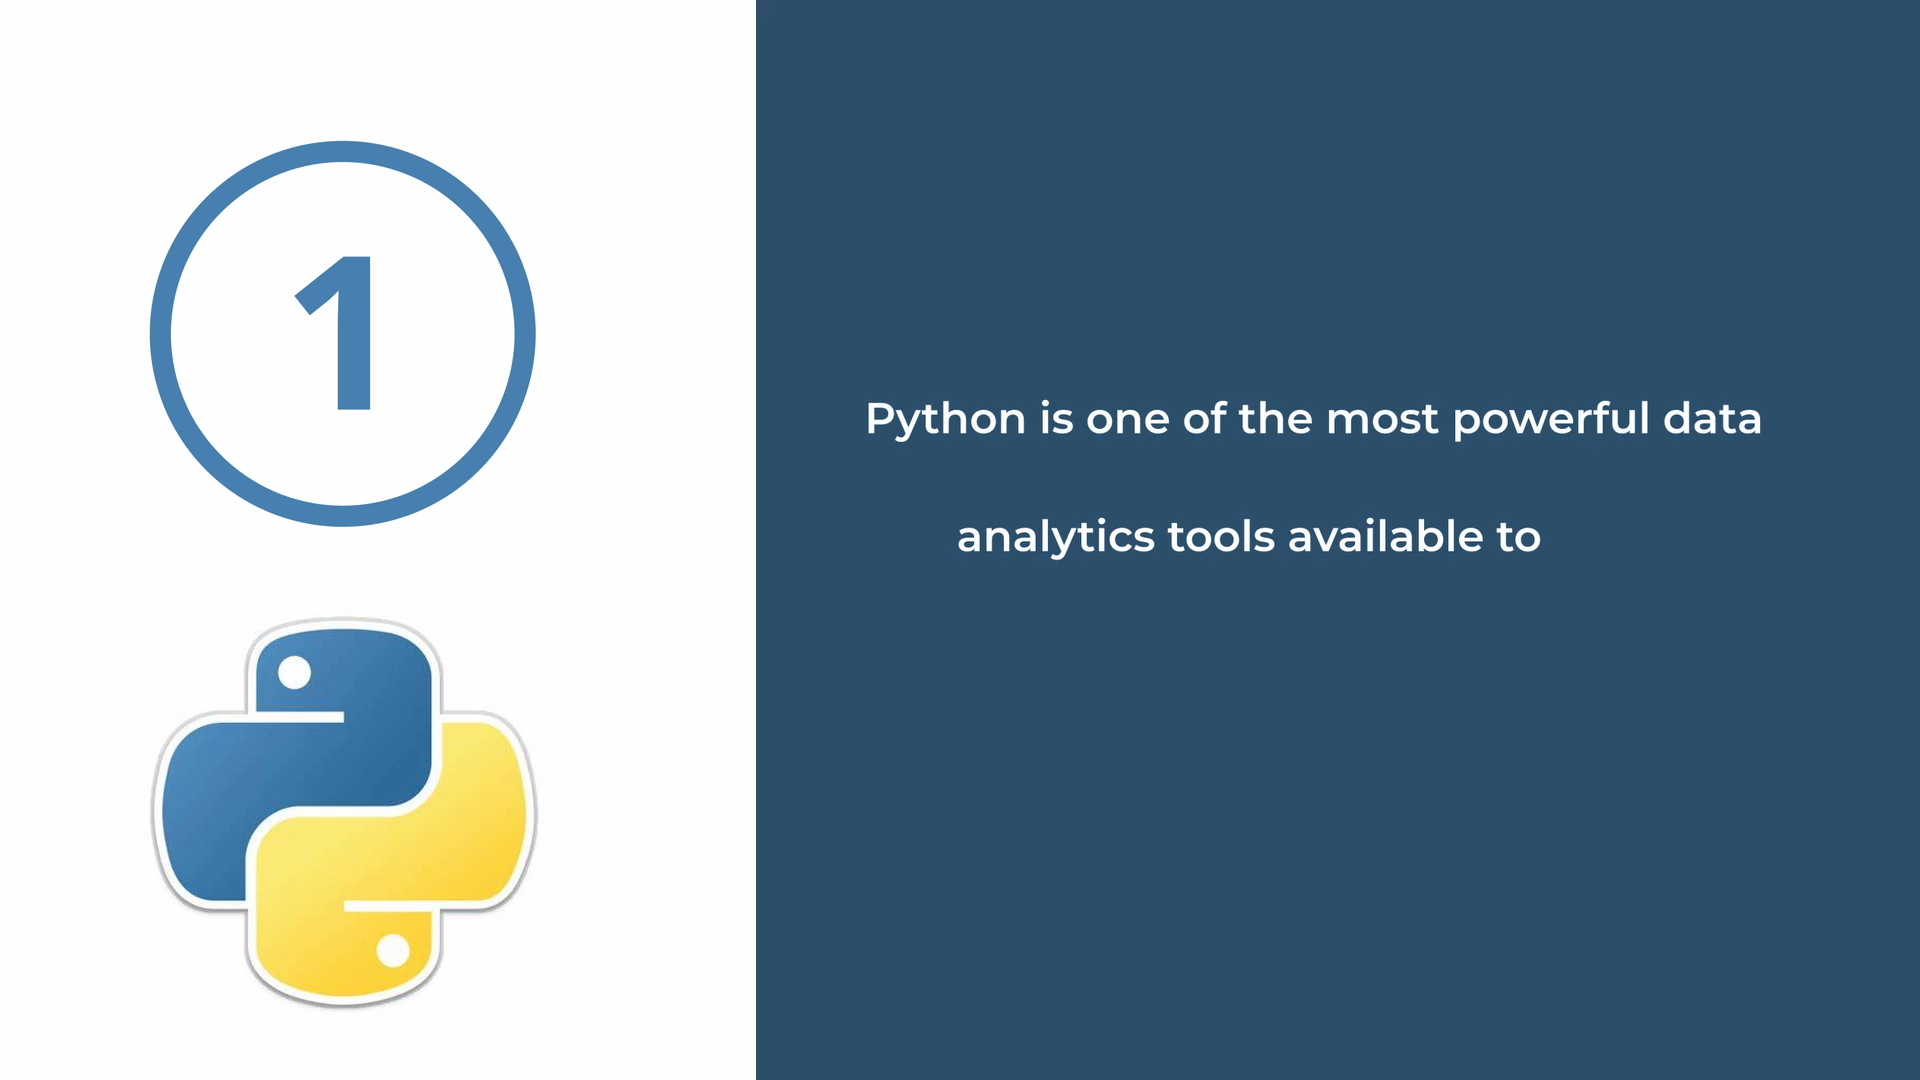 1
Python is one of the most powerful data
analytics tools available to